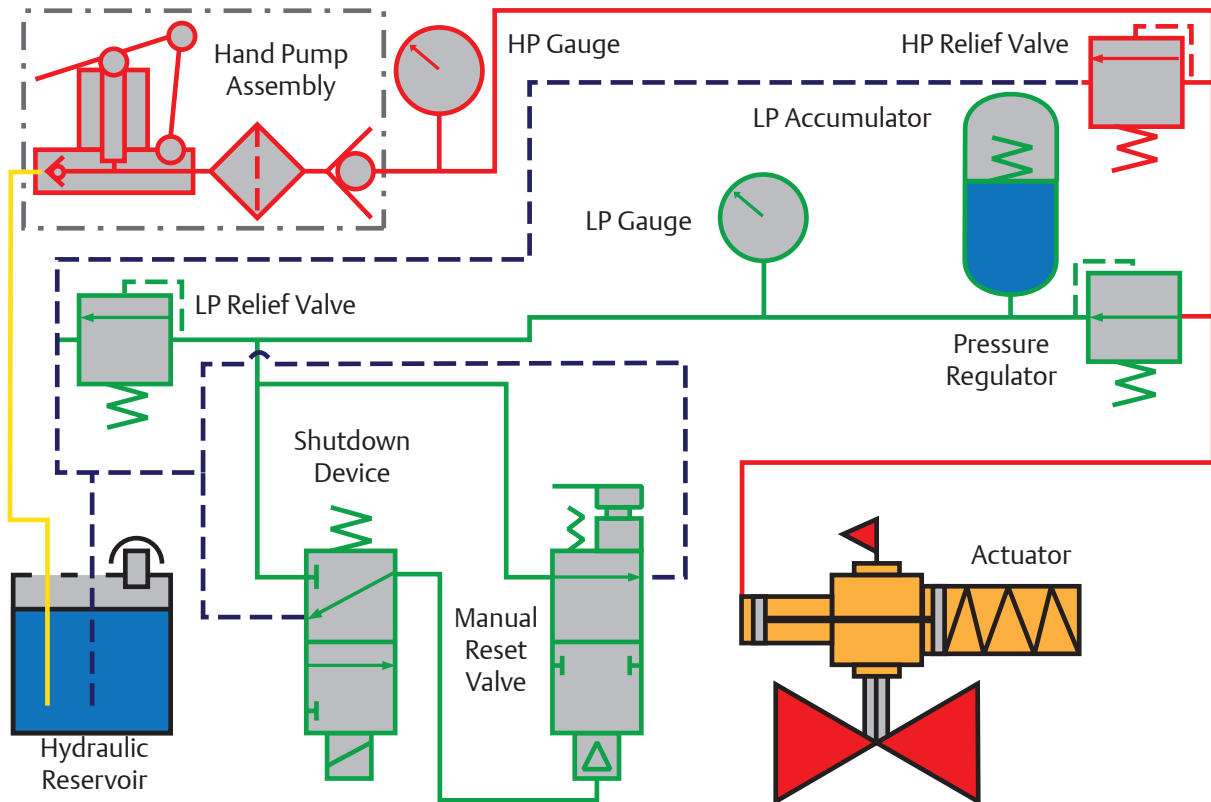 Hand Pump
Assembly
HP Gauge
HP Relief Valve
LP Accumulator
LP Gauge
LP Relief Valve
Pressure
Regulator
Shutdown
Device
Manual
Reset
Valve
Actuator
Hydraulic
Reservoir